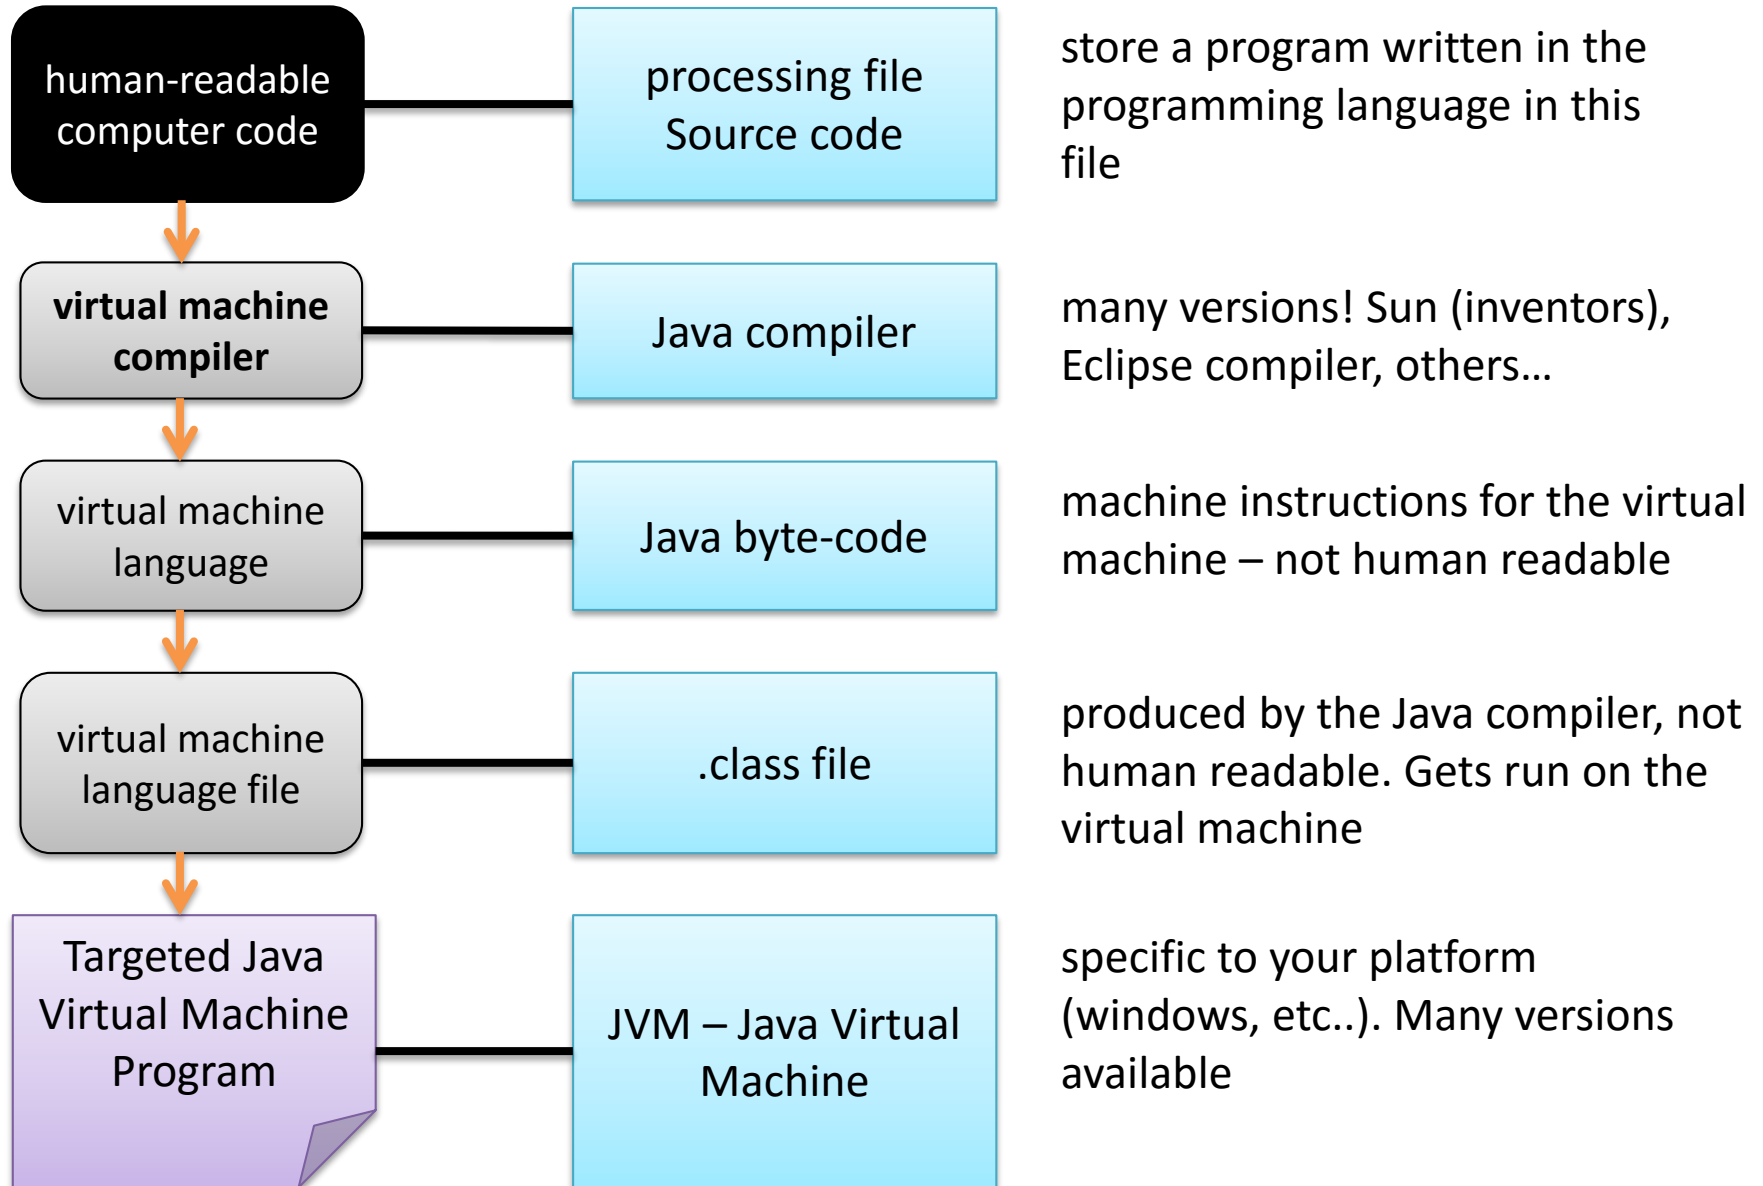 human-readable
computer code
processing file
Source code
store a program written in the
programming language in this
file
virtual machine
compiler
Java compiler
many versions! Sun (inventors),
Eclipse compiler, others…
virtual machine
language
Java byte-code
machine instructions for the virtual
machine – not human readable
virtual machine
language file
.class file
produced by the Java compiler, not
human readable. Gets run on the
virtual machine
Targeted Java
Virtual Machine
Program
JVM – Java Virtual
Machine
specific to your platform
(windows, etc..). Many versions
available